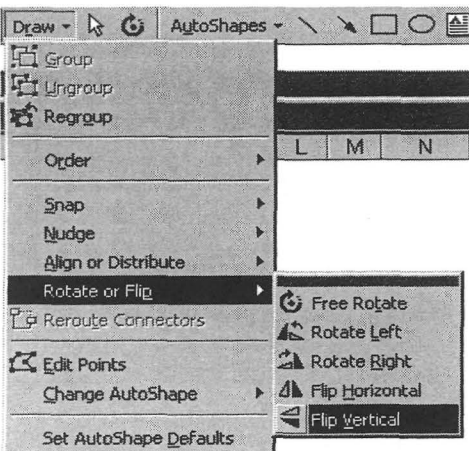 Draw AutoShapes
Group
Ungroup
Regroup
L M N
Order
Snap
Nudge
Align or Distribute
Rotate or Flip
Free Rotate
Reroute Connectors
Rotate Left
Edit Points
Rotate Right
Change AutoShape
Flip Horizontal
Flip Vertical
Set AutoShape Defaults